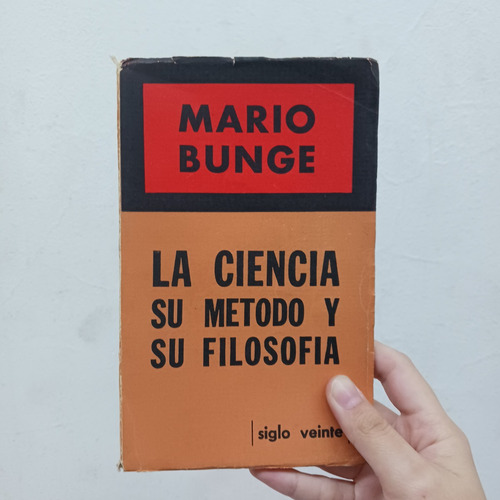 MARIO
BUNGE
LA CIENCIA
SU METODO Y
SU FILOSOFIA
siglo veinte